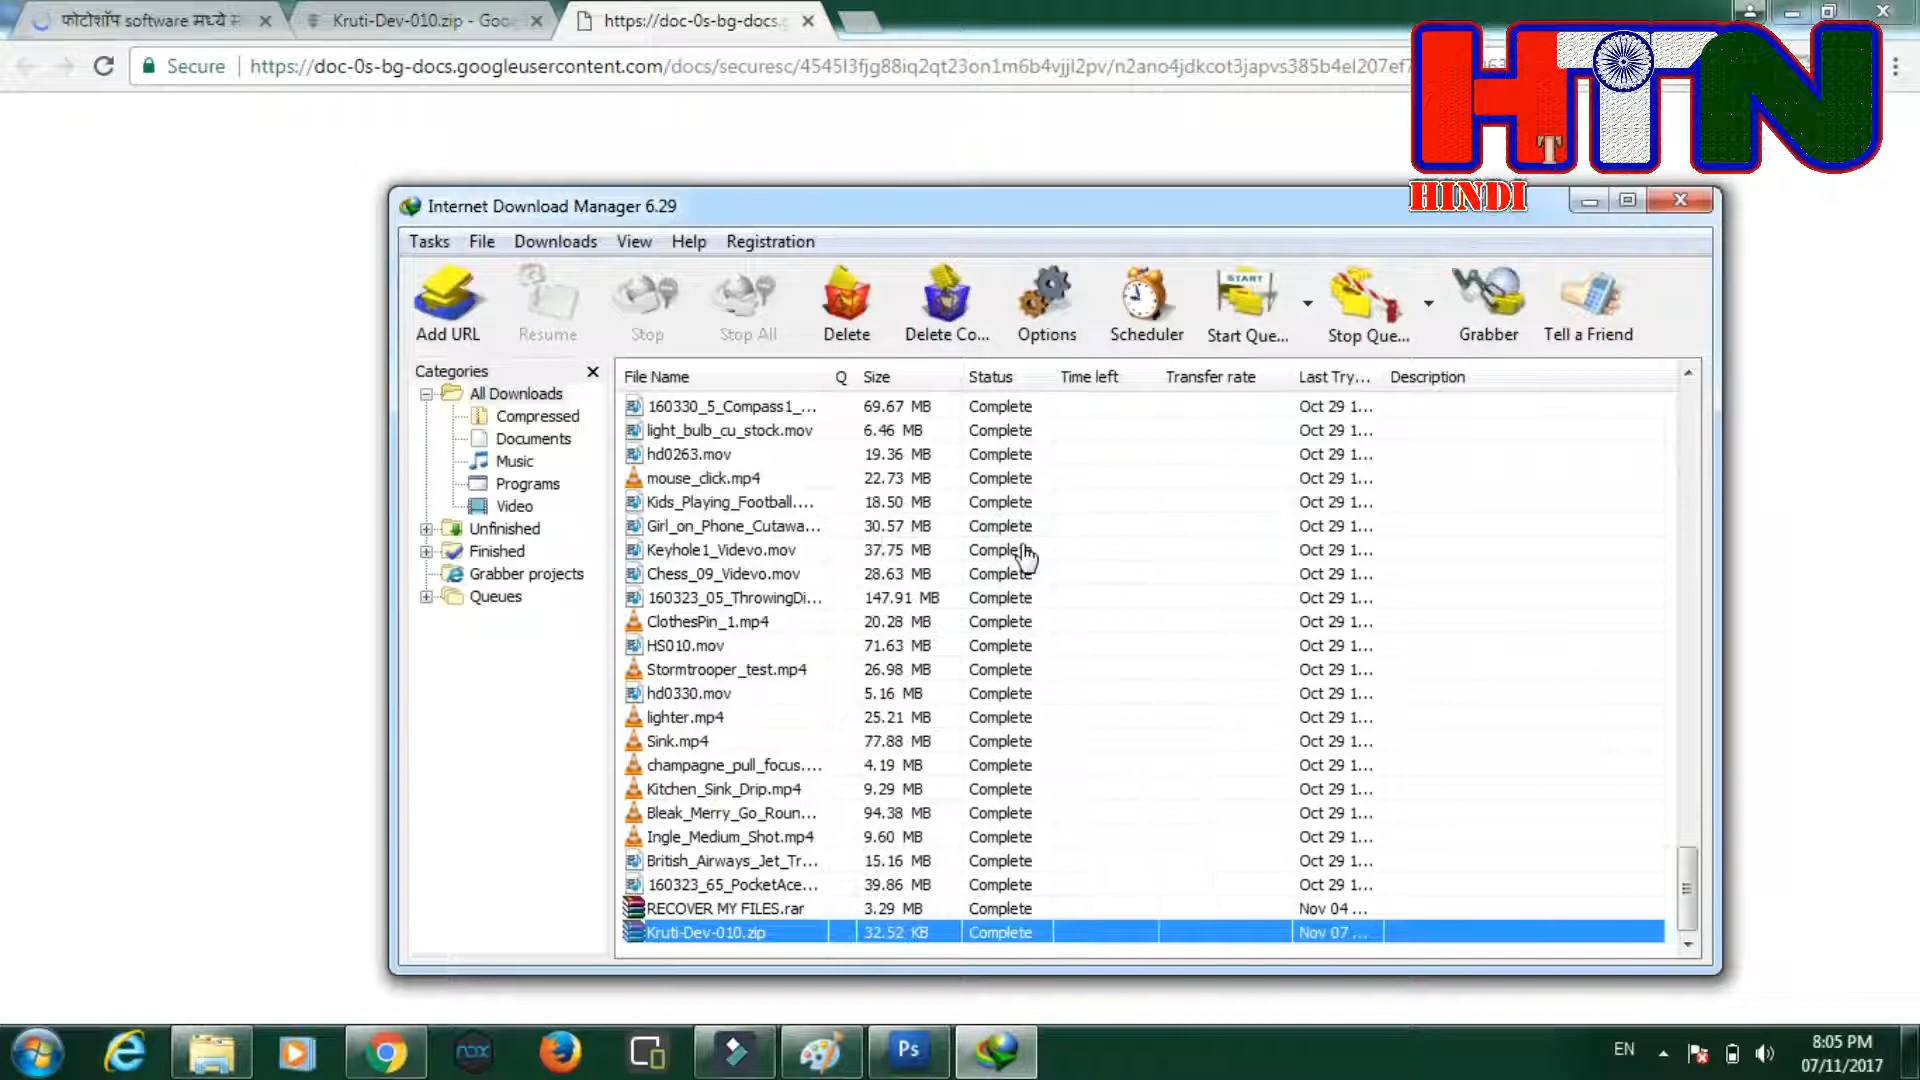 फोटोशॉप software मध्ये
Kruti-Dev-010.zip - Goo
https://doc-0s-bg-docs.g
Secure
https://doc-0s-bg-docs.googleusercontent.com/docs/securesc/4545l3fjg88iq2qt23on1m6b4vjjl2pv/n2ano4jdkcot3japvs385b4el207ef7
HTN
T
HINDI
Internet Download Manager 6.29
Tasks File Downloads View Help Registration
START
Add URL Resume Stop Stop All Delete Delete Co... Options Scheduler Start Que... Stop Que... Grabber Tell a Friend
Categories
All Downloads
Compressed
Documents
Music
Programs
Video
Unfinished
Finished
Grabber projects
Queues
File Name Q Size Status Time left Transfer rate Last Try... Description
160330_5_Compass1_... 69.67 MB Complete Oct 29 1...
light_bulb_cu_stock.mov 6.46 MB Complete Oct 29 1...
hd0263.mov 19.36 MB Complete Oct 29 1...
mouse_click.mp4 22.73 MB Complete Oct 29 1...
Kids_Playing_Football.... 18.50 MB Complete Oct 29 1...
Girl_on_Phone_Cutawa... 30.57 MB Complete Oct 29 1...
Keyhole1_Videvo.mov 37.75 MB Complete Oct 29 1...
Chess_09_Videvo.mov 28.63 MB Complete Oct 29 1...
160323_05_ThrowingDi... 147.91 MB Complete Oct 29 1...
ClothesPin_1.mp4 20.28 MB Complete Oct 29 1...
HS010.mov 71.63 MB Complete Oct 29 1...
Stormtrooper_test.mp4 26.98 MB Complete Oct 29 1...
hd0330.mov 5.16 MB Complete Oct 29 1...
lighter.mp4 25.21 MB Complete Oct 29 1...
Sink.mp4 77.88 MB Complete Oct 29 1...
champagne_pull_focus.... 4.19 MB Complete Oct 29 1...
Kitchen_Sink_Drip.mp4 9.29 MB Complete Oct 29 1...
Bleak_Merry_Go_Roun... 94.38 MB Complete Oct 29 1...
Ingle_Medium_Shot.mp4 9.60 MB Complete Oct 29 1...
British_Airways_Jet_Tr... 15.16 MB Complete Oct 29 1...
160323_65_PocketAce... 39.86 MB Complete Oct 29 1...
RECOVER MY FILES.rar 3.29 MB Complete Nov 04 ...
Kruti-Dev-010.zip 32.52 KB Complete Nov 07 ...
nox
Ps
EN
8:05 PM
07/11/2017